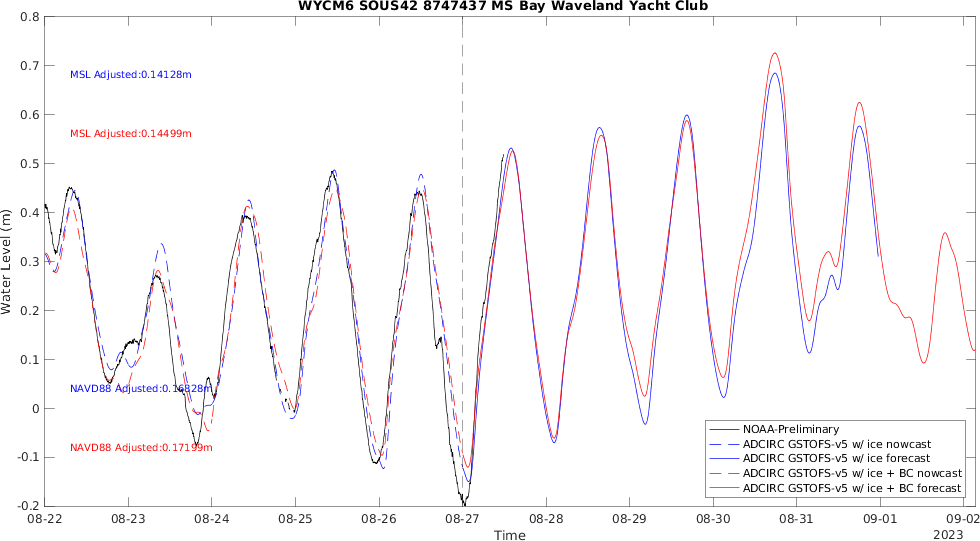 WYCM6 SOUS42 8747437 MS Bay Waveland Yacht Club
0.8
0.7
0.6
0.5
0.4
0.3
0.2
0.1
0
-0.1
-0.2
Water Level (m)
MSL Adjusted:0.14128m
MSL Adjusted:0.14499m
NAVD88 Adjusted:0.16828m
NAVD88 Adjusted:0.17199m
NOAA-Preliminary
ADCIRC GSTOFS-v5 w/ ice nowcast
ADCIRC GSTOFS-v5 w/ ice forecast
ADCIRC GSTOFS-v5 w/ ice + BC nowcast
ADCIRC GSTOFS-v5 w/ ice + BC forecast
08-22 08-23 08-24 08-25 08-26 08-27 08-28 08-29 08-30 08-31 09-01 09-02
Time
2023